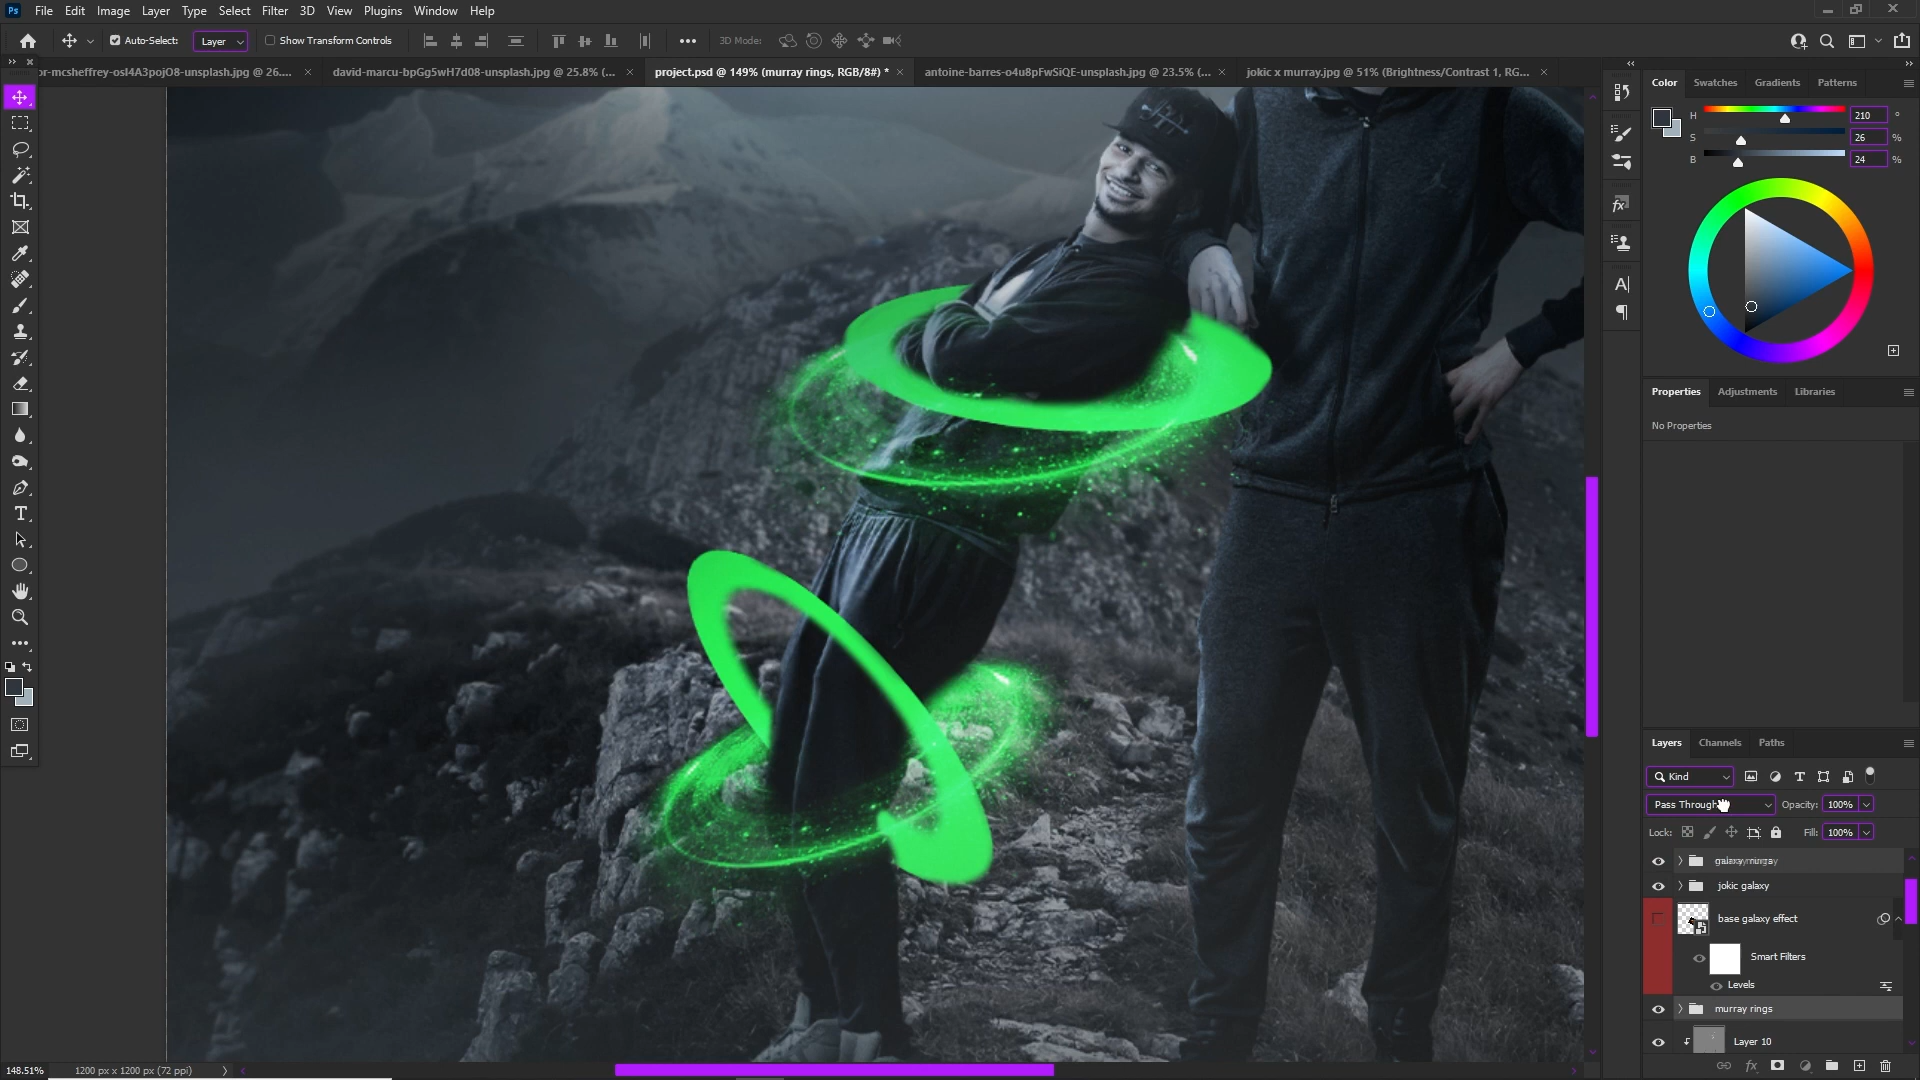 Ps File Edit Image Layer Type Select Filter 3D View Plugins Window Help
Auto-Select: Layer Show Transform Controls 3D Mode:
or-mcsheffrey-osI4A3pojO8-unsplash.jpg @ 26.... david-marcu-bpGg5wH7d08-unsplash.jpg @ 25.8% (... project.psd @ 149% (murray rings, RGB/8#) * antoine-barres-o4u8pFwSiQE-unsplash.jpg @ 23.5% (... jokic x murray.jpg @ 51% (Brightness/Contrast 1, RG...
Color Swatches Gradients Patterns
H 210 °
S 26 %
B 24 %
Properties Adjustments Libraries
No Properties
Layers Channels Paths
Kind
Pass Through Opacity: 100%
Lock: Fill: 100%
jokic galaxy
base galaxy effect
Smart Filters
Levels
murray rings
Layer 10
148.51% 1200 px x 1200 px (72 ppi)